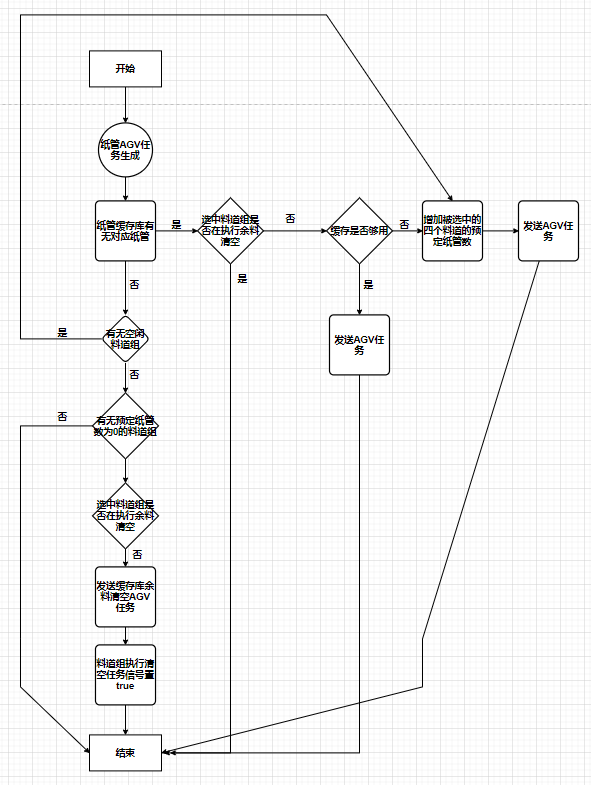 开始
纸管AGV任
务生成
纸管缓存库有
无对应纸管
是
选中料道组是
否在执行余料
清空
否
缓存是否够用
否
增加被选中的
四个料道的预
定纸管数
发送AGV任
务
否
是
是
是
有无空闲
料道组
发送AGV任
务
否
否
有无预定纸管
数为0的料道组
选中料道组是
否在执行余料
清空
否
发送缓存库余
料清空AGV
任务
料道组执行清
空任务信号置
true
结束